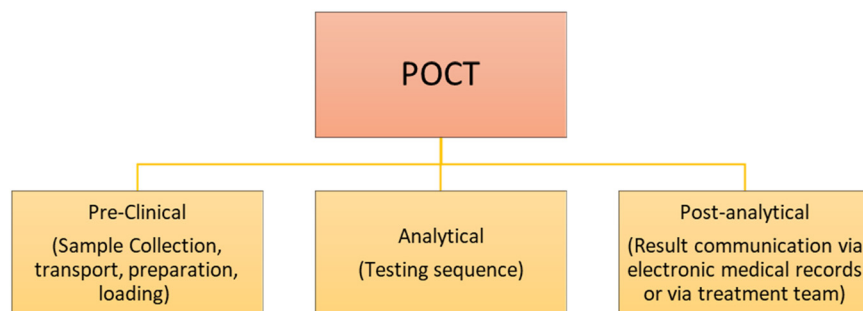 POCT
Pre-Clinical
(Sample Collection,
transport, preparation,
loading)
Analytical
(Testing sequence)
Post-analytical
(Result communication via
electronic medical records
or via treatment team)